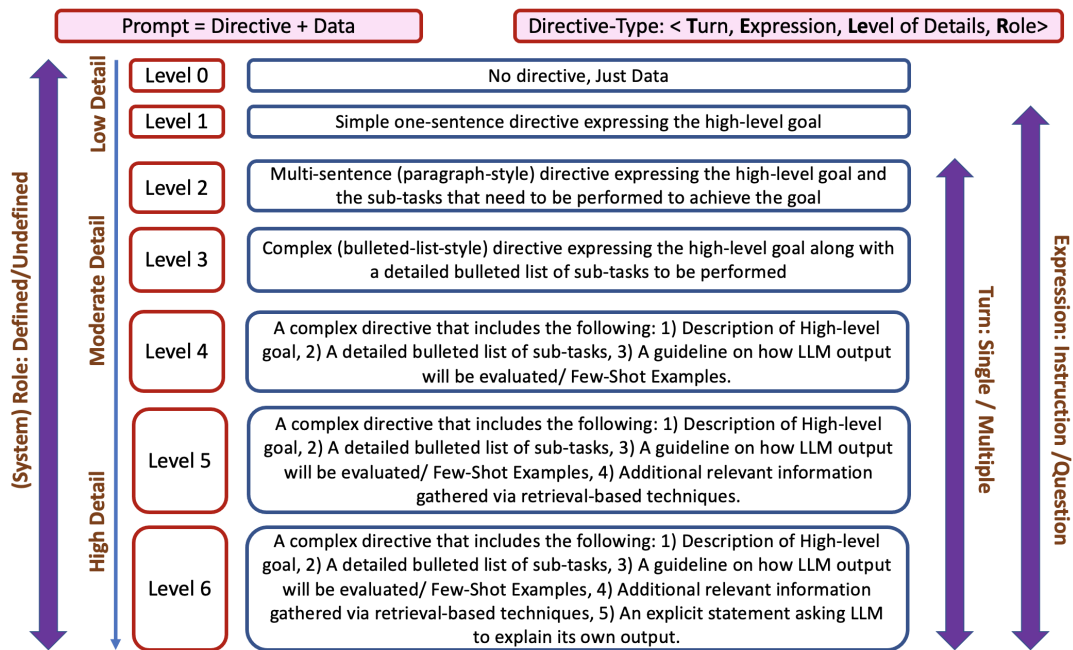 Prompt = Directive + Data
Directive-Type: < Turn, Expression, Level of Details, Role>
(System) Role: Defined/Undefined
Low Detail
Moderate Detail
High Detail
Level 0
No directive, Just Data
Level 1
Simple one-sentence directive expressing the high-level goal
Level 2
Multi-sentence (paragraph-style) directive expressing the high-level goal and
the sub-tasks that need to be performed to achieve the goal
Level 3
Complex (bulleted-list-style) directive expressing the high-level goal along with
a detailed bulleted list of sub-tasks to be performed
Level 4
A complex directive that includes the following: 1) Description of High-level
goal, 2) A detailed bulleted list of sub-tasks, 3) A guideline on how LLM output
will be evaluated/ Few-Shot Examples.
Level 5
A complex directive that includes the following: 1) Description of High-level
goal, 2) A detailed bulleted list of sub-tasks, 3) A guideline on how LLM output
will be evaluated/ Few-Shot Examples, 4) Additional relevant information
gathered via retrieval-based techniques.
Level 6
A complex directive that includes the following: 1) Description of High-level
goal, 2) A detailed bulleted list of sub-tasks, 3) A guideline on how LLM output
will be evaluated/ Few-Shot Examples, 4) Additional relevant information
gathered via retrieval-based techniques, 5) An explicit statement asking LLM
to explain its own output.
Turn: Single / Multiple
Expression: Instruction /Question